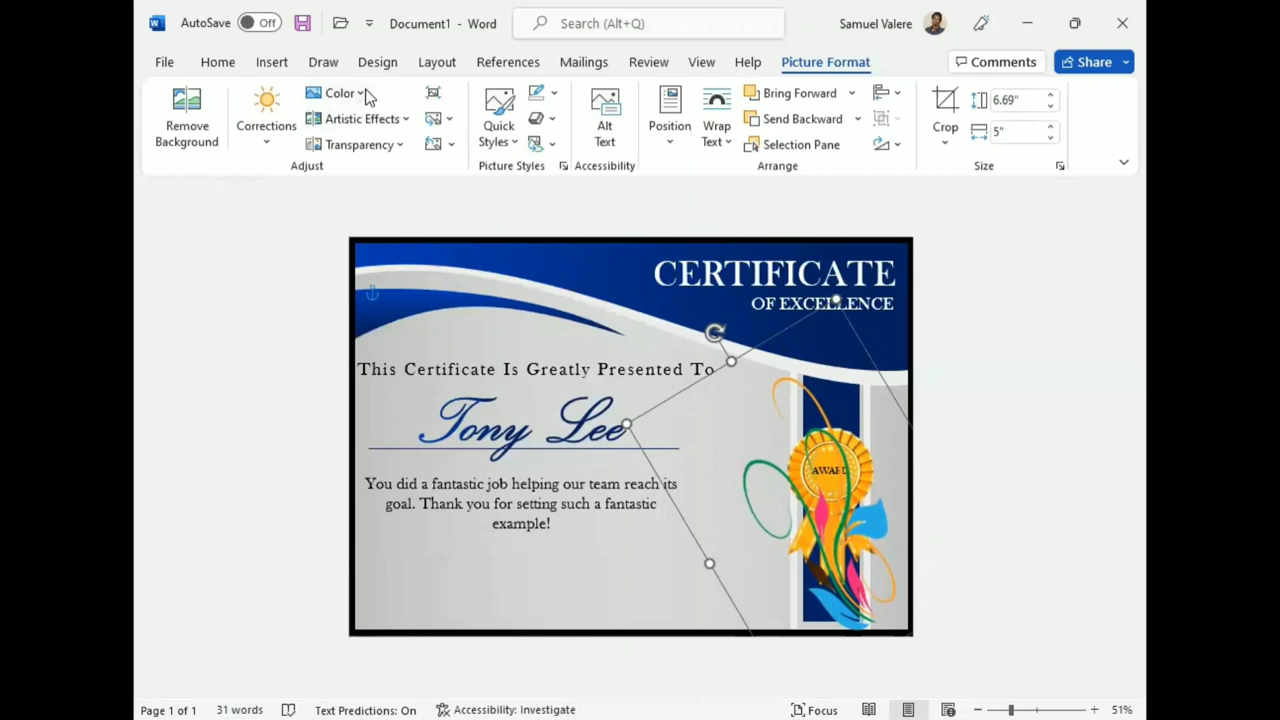 AutoSave Off Document1 - Word Search (Alt+Q) Samuel Valere
File Home Insert Draw Design Layout References Mailings Review View Help Picture Format Comments Share
Remove Background
Corrections
Color
Artistic Effects
Transparency
Adjust
Quick Styles
Picture Styles
Alt Text
Accessibility
Position
Wrap Text
Bring Forward
Send Backward
Selection Pane
Arrange
Crop
6.69"
5"
Size
CERTIFICATE
OF EXCELLENCE
This Certificate Is Greatly Presented To
Tony Lee
AWARD
You did a fantastic job helping our team reach its
goal. Thank you for setting such a fantastic
example!
Page 1 of 1 31 words Text Predictions: On Accessibility: Investigate Focus 51%